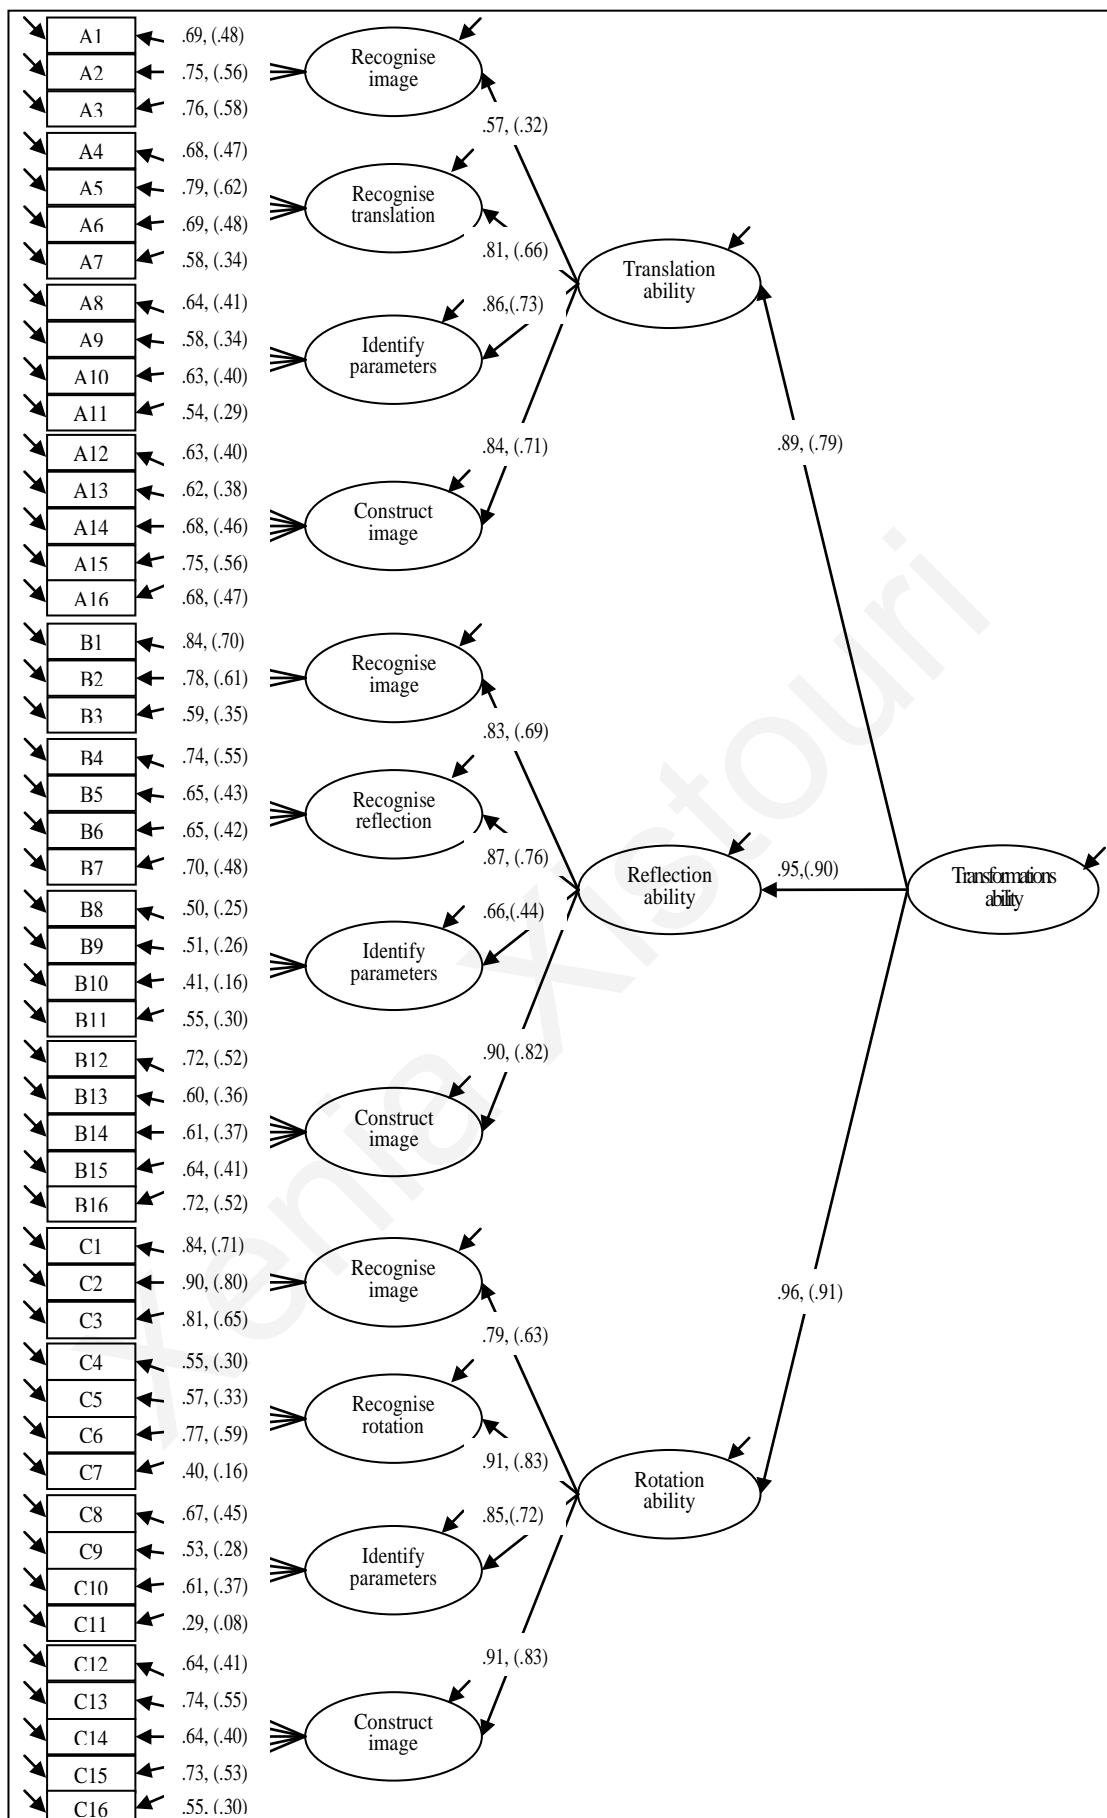 A1 .69, (.48)
A2 .75, (.56)
A3 .76, (.58)
Recognise
image
.57, (.32)
A4 .68, (.47)
A5 .79, (.62)
A6 .69, (.48)
A7 .58, (.34)
Recognise
translation
.81, (.66)
Translation
ability
A8 .64, (.41)
A9 .58, (.34)
A10 .63, (.40)
A11 .54, (.29)
Identify
parameters
.86,(.73)
A12 .63, (.40)
A13 .62, (.38)
A14 .68, (.46)
A15 .75, (.56)
A16 .68, (.47)
Construct
image
.84, (.71)
.89, (.79)
B1 .84, (.70)
B2 .78, (.61)
B3 .59, (.35)
Recognise
image
.83, (.69)
B4 .74, (.55)
B5 .65, (.43)
B6 .65, (.42)
B7 .70, (.48)
Recognise
reflection
.87, (.76)
Reflection
ability
.95,(.90)
Transformations
ability
B8 .50, (.25)
B9 .51, (.26)
B10 .41, (.16)
B11 .55, (.30)
Identify
parameters
.66,(.44)
B12 .72, (.52)
B13 .60, (.36)
B14 .61, (.37)
B15 .64, (.41)
B16 .72, (.52)
Construct
image
.90, (.82)
C1 .84, (.71)
C2 .90, (.80)
C3 .81, (.65)
Recognise
image
.79, (.63)
.96, (.91)
C4 .55, (.30)
C5 .57, (.33)
C6 .77, (.59)
C7 .40, (.16)
Recognise
rotation
.91, (.83)
Rotation
ability
C8 .67, (.45)
C9 .53, (.28)
C10 .61, (.37)
C11 .29, (.08)
Identify
parameters
.85,(.72)
C12 .64, (.41)
C13 .74, (.55)
C14 .64, (.40)
C15 .73, (.53)
C16 .55, (.30)
Construct
image
.91, (.83)
Xenia Xistouri